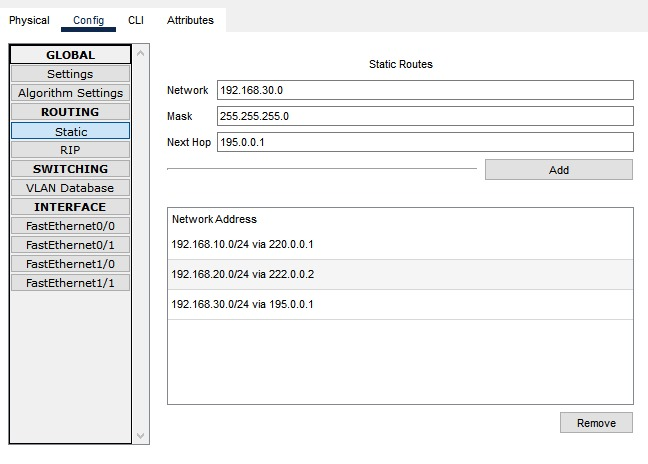 Physical Config CLI Attributes
GLOBAL
Settings
Algorithm Settings
ROUTING
Static
RIP
SWITCHING
VLAN Database
INTERFACE
FastEthernet0/0
FastEthernet0/1
FastEthernet1/0
FastEthernet1/1
Static Routes
Network 192.168.30.0
Mask 255.255.255.0
Next Hop 195.0.0.1
Add
Network Address
192.168.10.0/24 via 220.0.0.1
192.168.20.0/24 via 222.0.0.2
192.168.30.0/24 via 195.0.0.1
Remove